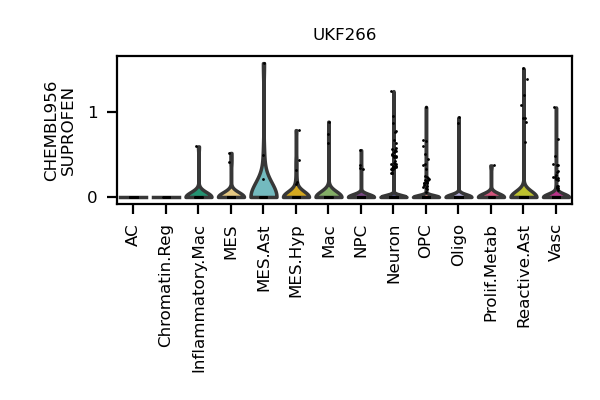 UKF266
CHEMBL956
SUPROFEN
1
0
AC
Chromatin.Reg
Inflammatory.Mac
MES
MES.Ast
MES.Hyp
Mac
NPC
Neuron
OPC
Oligo
Prolif.Metab
Reactive.Ast
Vasc